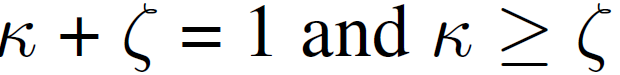 κ + ζ = 1 and κ ≥ ζ